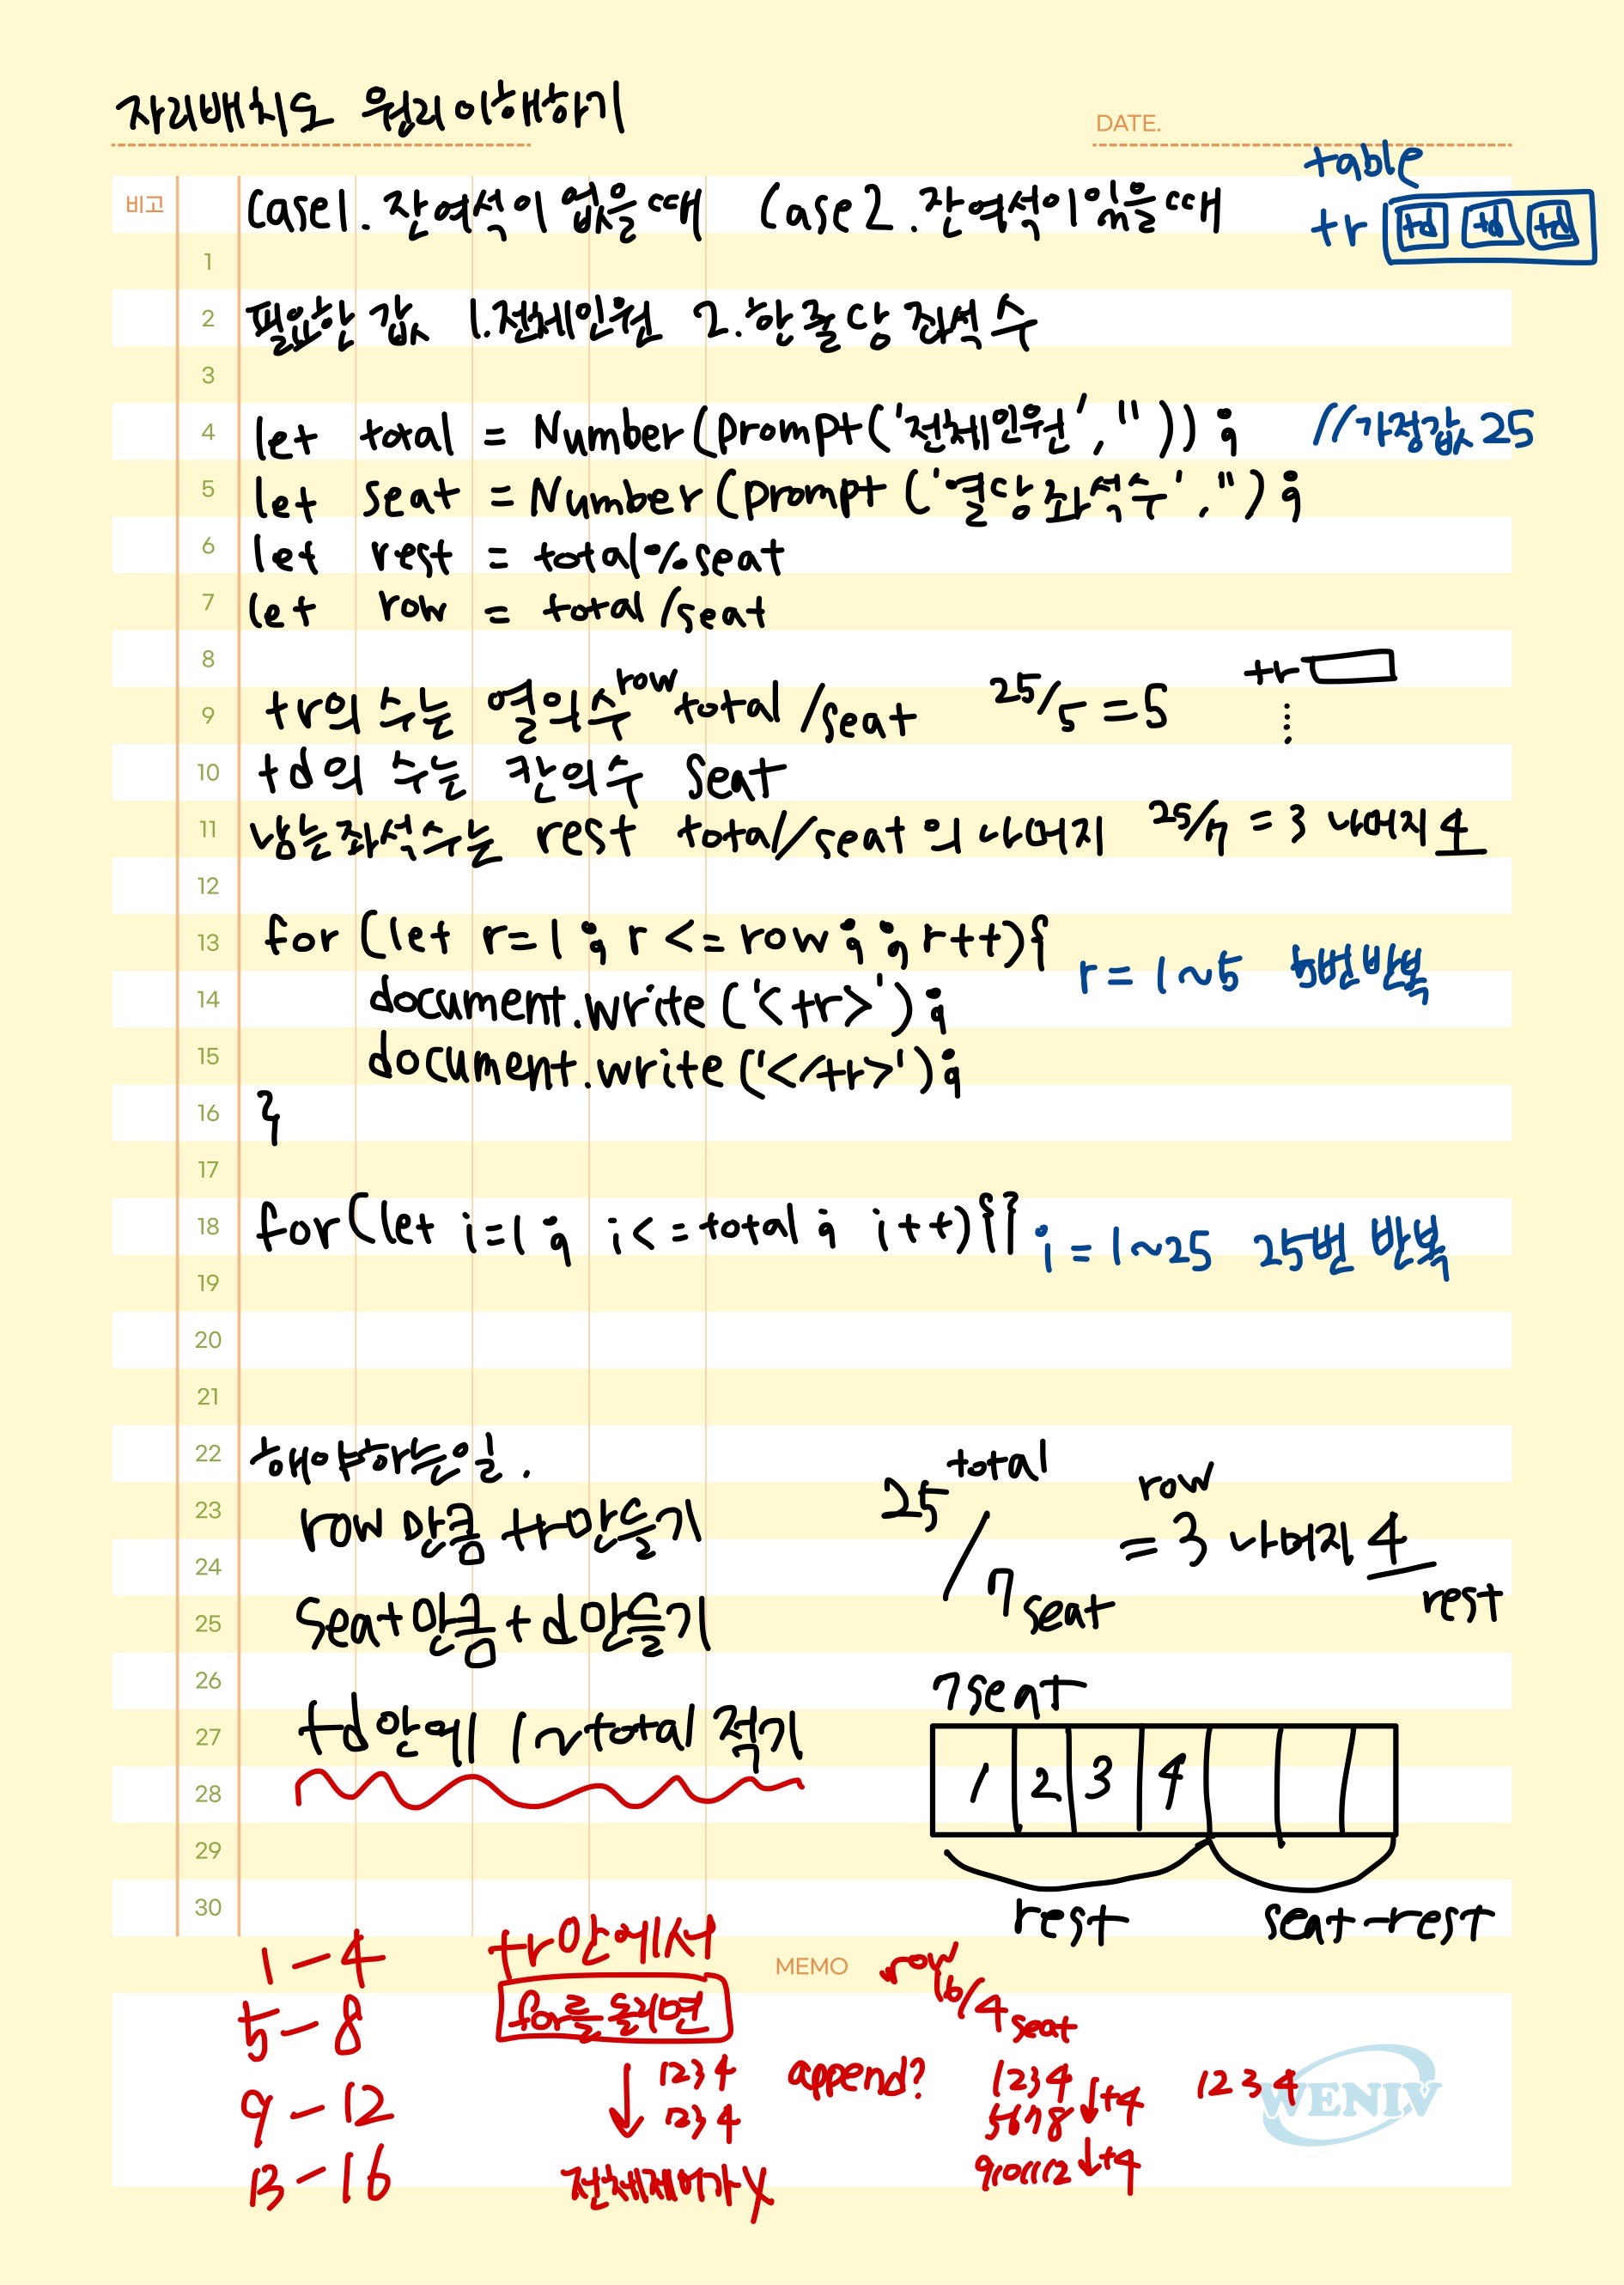 자리배치도 원리이해하기
DATE.
table
tr td td td
비고
case1. 잔여석이 없을때 Case2. 잔여석이있을때
1
2 필요한 값 1.전체인원 2.한줄당 좌석 수
3
4 let total = Number(prompt('전체인원','')); //가정값 25
5 let seat = Number(prompt('열당좌석수','');
6 let rest = total%seat
7 let row = total/seat
8 tr
9 tr의 수는 열의수 row total/seat 25/5=5
10 td의 수는 칸의수 seat
11 남는좌석수는 rest total/seat의 나머지 25/7=3 나머지 4
12
13 for (let r=1; r<=row;; r++){
r=1~5 5번반복
14 document.write('<tr>');
15 document.write('</tr>');
16 }
17
18 for(let i=1; i<=total; i++){} i=1~25 25번 반복
19
20
21
22 해야하는일.
23 row 만큼 tr만들기
24
25 seat만큼td만들기
26
27 td안에 1~total 적기
28
29
30
25 total
/ 7 seat
= 3 row 나머지 4 rest
7seat
1 2 3 4
rest seat-rest
MEMO
1-4
5-8
9-12
13-16
tr안에서
for를 돌리면
1234
1234
전체제어가X
append?
row
16/4 seat
1234
5678 +4
9101112 +4
1234
WENIV